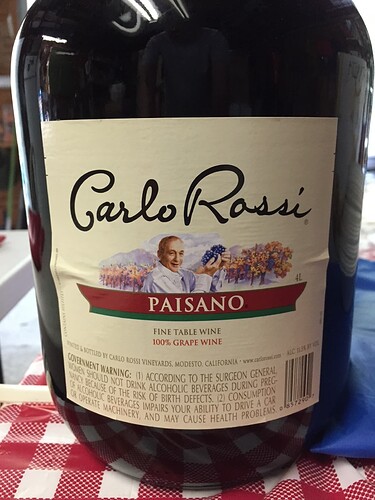 Carlo Rossi
4L
PAISANO
FINE TABLE WINE
100% GRAPE WINE
& BOTTLED BY CARLO ROSSI VINEYARDS, MODESTO, CALIFORNIA • www.carlorossi.com
GOVERNMENT WARNING: (1) ACCORDING TO THE SURGEON GENERAL,
WOMEN SHOULD NOT DRINK ALCOHOLIC BEVERAGES DURING PREG-
NANCY BECAUSE OF THE RISK OF BIRTH DEFECTS. (2) CONSUMPTION
OF ALCOHOLIC BEVERAGES IMPAIRS YOUR ABILITY TO DRIVE A CAR
OR OPERATE MACHINERY, AND MAY CAUSE HEALTH PROBLEMS.